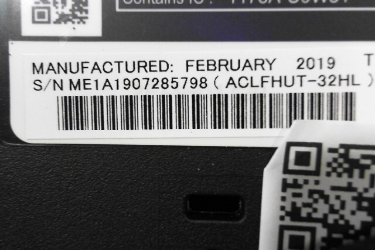 Contains IC :
MANUFACTURED: FEBRUARY 2019 T
S/N ME1A1907285798 ( ACLFHUT-32HL )